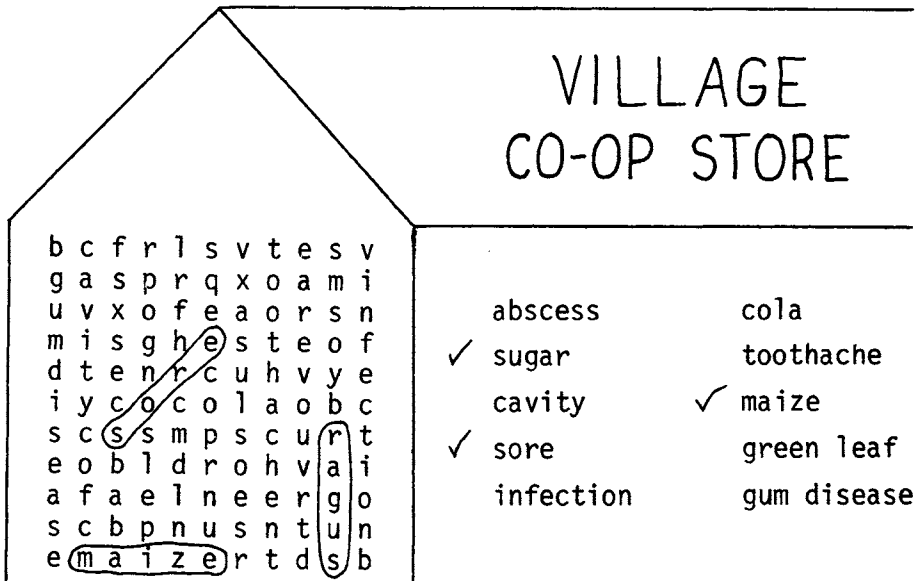 VILLAGE
CO-OP STORE
b c f r l s v t e s v
g a s p r q x o a m i
u v x o f e a o r s n
m i s g h e s t e o f
d t e n r c u h v y e
i y c o c o l a o b c
s c s s m p s c u r t
e o b l d r o h v a i
a f a e l n e e r g o
s c b p n u s n t u n
e m a i z e r t d s b
abscess cola
✓ sugar toothache
cavity ✓ maize
✓ sore green leaf
infection gum disease